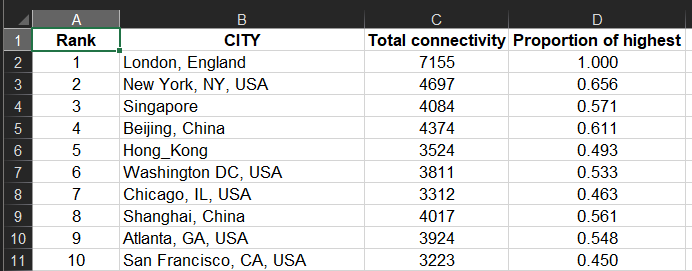 A B C D
1 Rank CITY Total connectivity Proportion of highest
2 1 London, England 7155 1.000
3 2 New York, NY, USA 4697 0.656
4 3 Singapore 4084 0.571
5 4 Beijing, China 4374 0.611
6 5 Hong_Kong 3524 0.493
7 6 Washington DC, USA 3811 0.533
8 7 Chicago, IL, USA 3312 0.463
9 8 Shanghai, China 4017 0.561
10 9 Atlanta, GA, USA 3924 0.548
11 10 San Francisco, CA, USA 3223 0.450